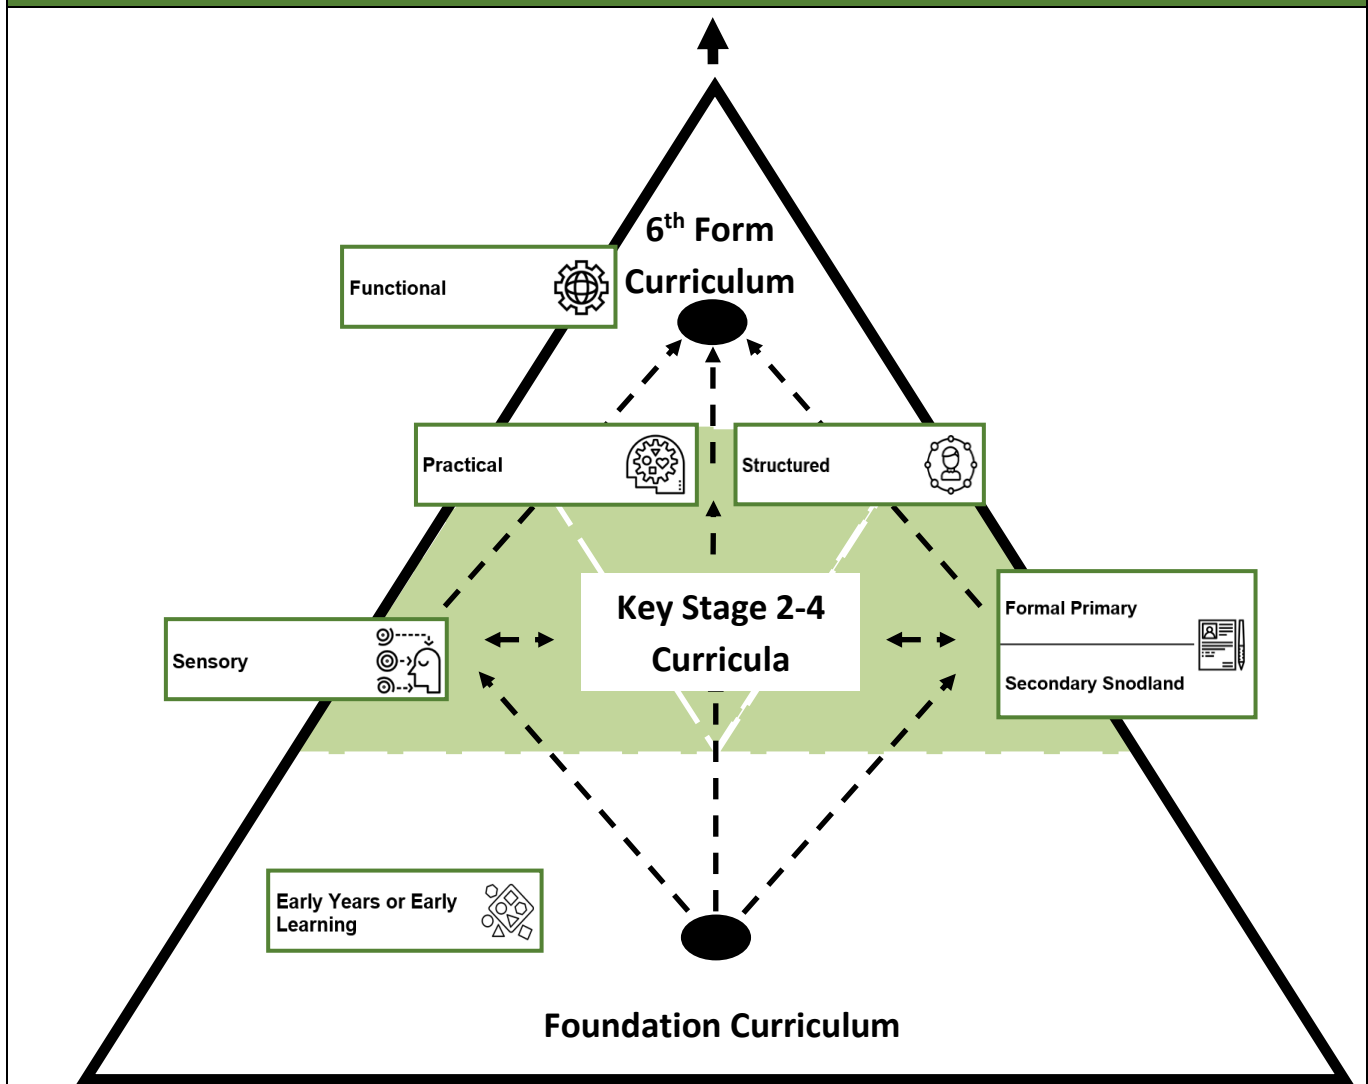 6th Form
Curriculum
Functional
Practical
Structured
Key Stage 2-4
Curricula
Formal Primary
Sensory
Secondary Snodland
Early Years or Early
Learning
Foundation Curriculum